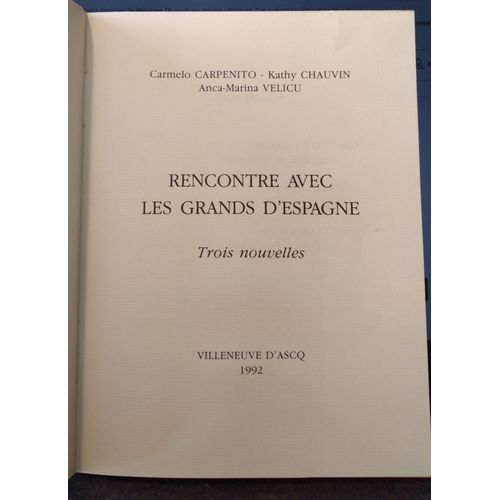 Carmelo CARPENITO - Kathy CHAUVIN
Anca-Marina VELICU
RENCONTRE AVEC
LES GRANDS D'ESPAGNE
Trois nouvelles
VILLENEUVE D'ASCQ
1992